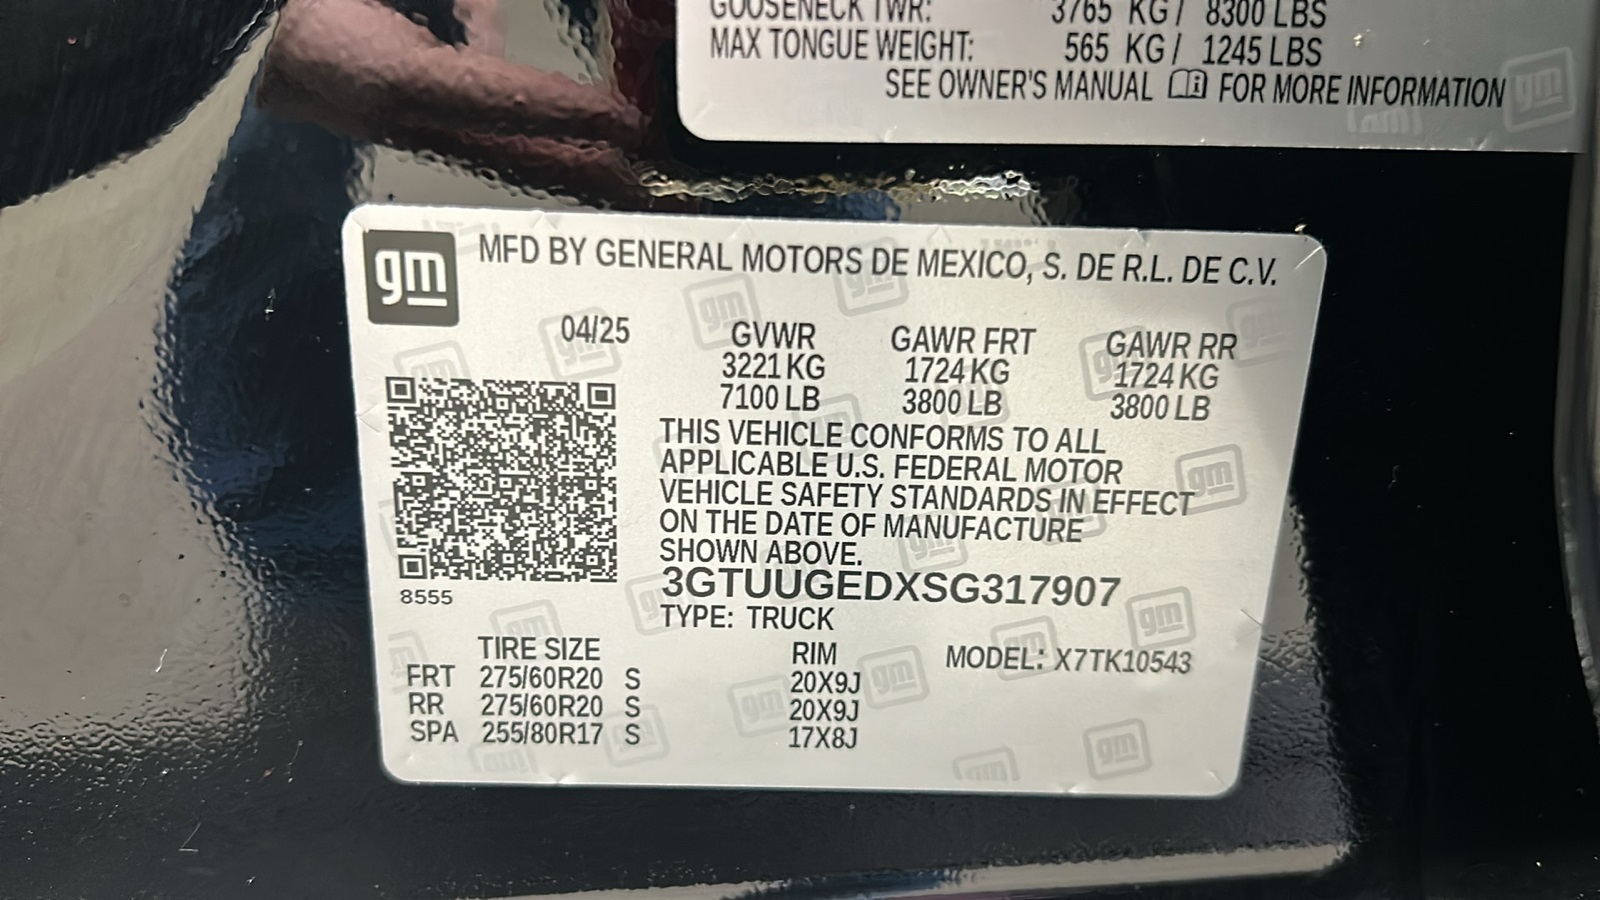 GOOSENECK TWR: 3765 KG / 8300 LBS
MAX TONGUE WEIGHT: 565 KG / 1245 LBS
SEE OWNER'S MANUAL FOR MORE INFORMATION
gm MFD BY GENERAL MOTORS DE MEXICO, S. DE R.L. DE C.V.
04/25 GVWR GAWR FRT GAWR RR
3221 KG 1724 KG 1724 KG
7100 LB 3800 LB 3800 LB
THIS VEHICLE CONFORMS TO ALL
APPLICABLE U.S. FEDERAL MOTOR
VEHICLE SAFETY STANDARDS IN EFFECT
ON THE DATE OF MANUFACTURE
SHOWN ABOVE.
3GTUUGEDXSG317907
8555
TYPE: TRUCK
TIRE SIZE RIM MODEL: X7TK10543
FRT 275/60R20 S 20X9J
RR 275/60R20 S 20X9J
SPA 255/80R17 S 17X8J